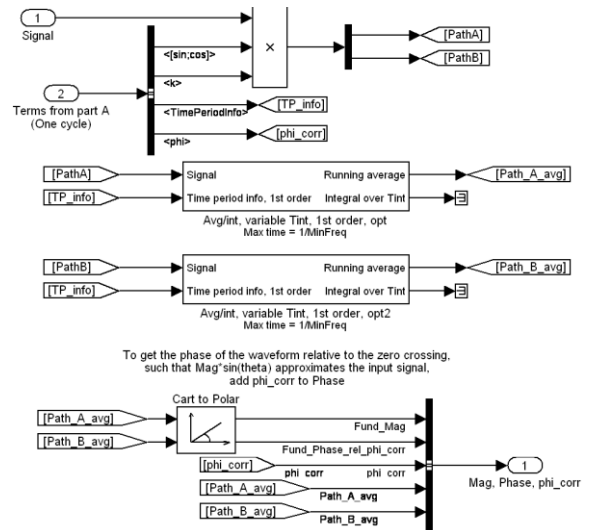 1
Signal
×
[PathA]
[PathB]
<[sin;cos]>
<k>
2
Terms from part A
(One cycle)
<TimePeriodInfo>
[TP_info]
<phi>
[phi_corr]
[PathA]
Signal
Running average
[Path_A_avg]
[TP_info]
Time period info, 1st order
Integral over Tint
Avg/int, variable Tint, 1st order, opt
Max time = 1/MinFreq
[PathB]
Signal
Running average
[Path_B_avg]
[TP_info]
Time period info, 1st order
Integral over Tint
Avg/int, variable Tint, 1st order, opt2
Max time = 1/MinFreq
To get the phase of the waveform relative to the zero crossing,
such that Mag*sin(theta) approximates the input signal,
add phi_corr to Phase
Cart to Polar
[Path_A_avg]
Fund_Mag
[Path_B_avg]
Fund_Phase_rel_phi_corr
[phi_corr]
phi_corr
phi_corr
1
Mag, Phase, phi_corr
[Path_A_avg]
Path_A_avg
[Path_B_avg]
Path_B_avg